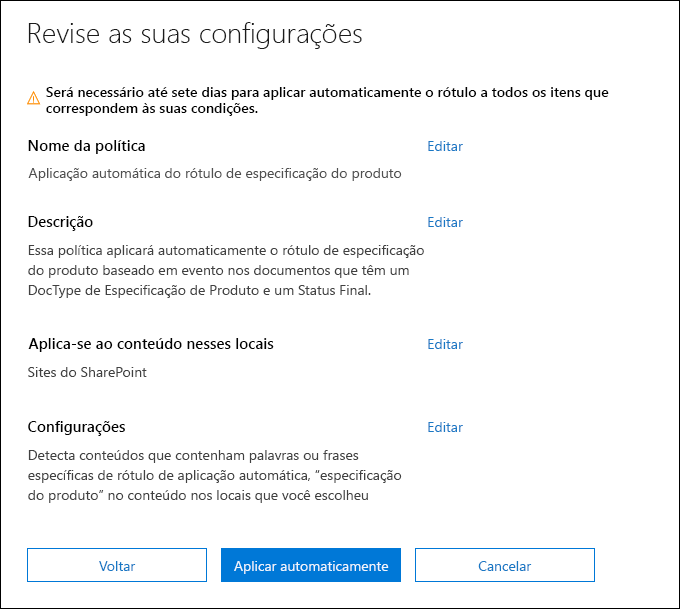 Revise as suas configurações
Será necessário até sete dias para aplicar automaticamente o rótulo a todos os itens que
correspondem às suas condições.
Nome da política
Editar
Aplicação automática do rótulo de especificação do produto
Descrição
Editar
Essa política aplicará automaticamente o rótulo de especificação
do produto baseado em evento nos documentos que têm um
DocType de Especificação de Produto e um Status Final.
Aplica-se ao conteúdo nesses locais
Editar
Sites do SharePoint
Configurações
Editar
Detecta conteúdos que contenham palavras ou frases
específicas de rótulo de aplicação automática, “especificação
do produto” no conteúdo nos locais que você escolheu
Voltar
Aplicar automaticamente
Cancelar